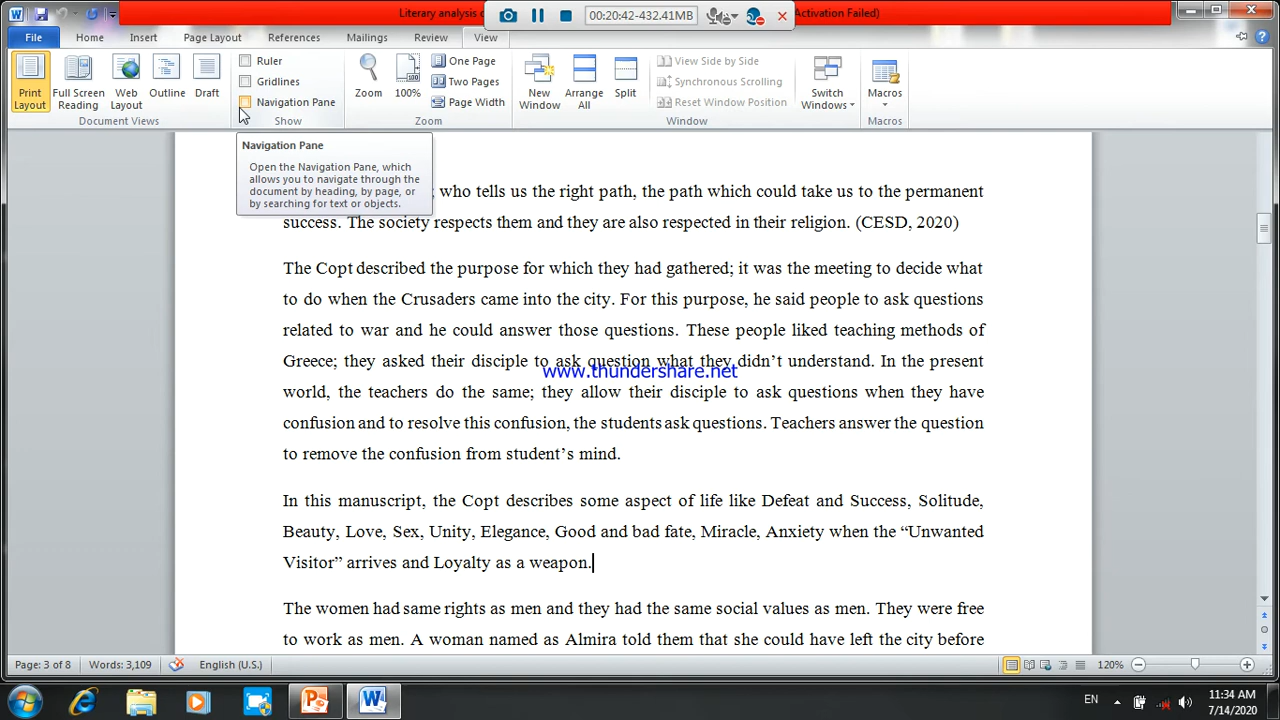 Literary analysis o
00:20:42-432.41MB
Activation Failed)
File Home Insert Page Layout References Mailings Review View
Print Layout
Full Screen Reading
Web Layout
Outline
Draft
Document Views
Ruler
Gridlines
Navigation Pane
Show
Zoom
100%
One Page
Two Pages
Page Width
Zoom
New Window
Arrange All
Split
View Side by Side
Synchronous Scrolling
Reset Window Position
Window
Switch Windows
Macros
Macros
Navigation Pane
Open the Navigation Pane, which
allows you to navigate through the
document by heading, by page, or
by searching for text or objects.
who tells us the right path, the path which could take us to the permanent
success. The society respects them and they are also respected in their religion. (CESD, 2020)
The Copt described the purpose for which they had gathered; it was the meeting to decide what
to do when the Crusaders came into the city. For this purpose, he said people to ask questions
related to war and he could answer those questions. These people liked teaching methods of
Greece; they asked their disciple to ask question what they didn't understand. In the present
www.thundershare.net
world, the teachers do the same; they allow their disciple to ask questions when they have
confusion and to resolve this confusion, the students ask questions. Teachers answer the question
to remove the confusion from student's mind.
In this manuscript, the Copt describes some aspect of life like Defeat and Success, Solitude,
Beauty, Love, Sex, Unity, Elegance, Good and bad fate, Miracle, Anxiety when the “Unwanted
Visitor” arrives and Loyalty as a weapon.
The women had same rights as men and they had the same social values as men. They were free
to work as men. A woman named as Almira told them that she could have left the city before
Page: 3 of 8 Words: 3,109 English (U.S.) 120%
EN
11:34 AM
7/14/2020